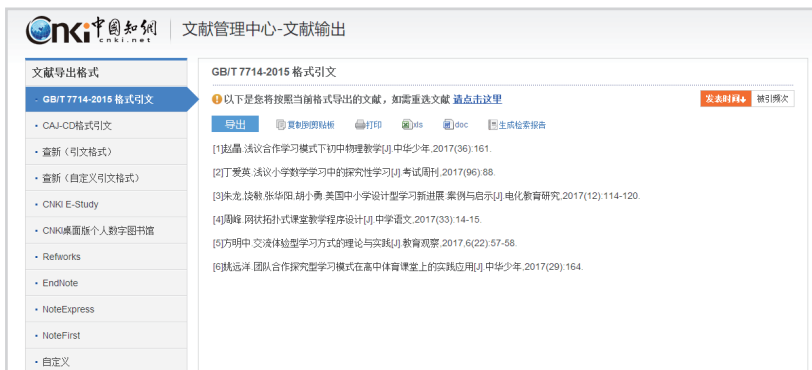 Cnki中国知网 cnki.net 文献管理中心-文献输出
文献导出格式
GB/T 7714-2015 格式引文
CAJ-CD格式引文
查新（引文格式）
查新（自定义引文格式）
CNKI E-Study
CNKI桌面版个人数字图书馆
Refworks
EndNote
NoteExpress
NoteFirst
自定义
GB/T 7714-2015 格式引文
以下是您将按照当前格式导出的文献，如需重选文献 请点击这里 发表时间 被引频次
导出 复制到剪贴板 打印 xls doc 生成检索报告
[1]赵晶.浅议合作学习模式下初中物理教学[J].中华少年,2017(36):161.
[2]丁爱英.浅议小学数学学习中的探究性学习[J].考试周刊,2017(96):88.
[3]朱龙,饶敏,张华阳,胡小勇.美国中小学设计型学习新进展:案例与启示[J].电化教育研究,2017(12):114-120.
[4]周峰.网状拓扑式课堂教学程序设计[J].中学语文,2017(33):14-15.
[5]方明中.交流体验型学习方式的理论与实践[J].教育观察,2017,6(22):57-58.
[6]姚远洋.团队合作探究型学习模式在高中体育课堂上的实践应用[J].中华少年,2017(29):164.